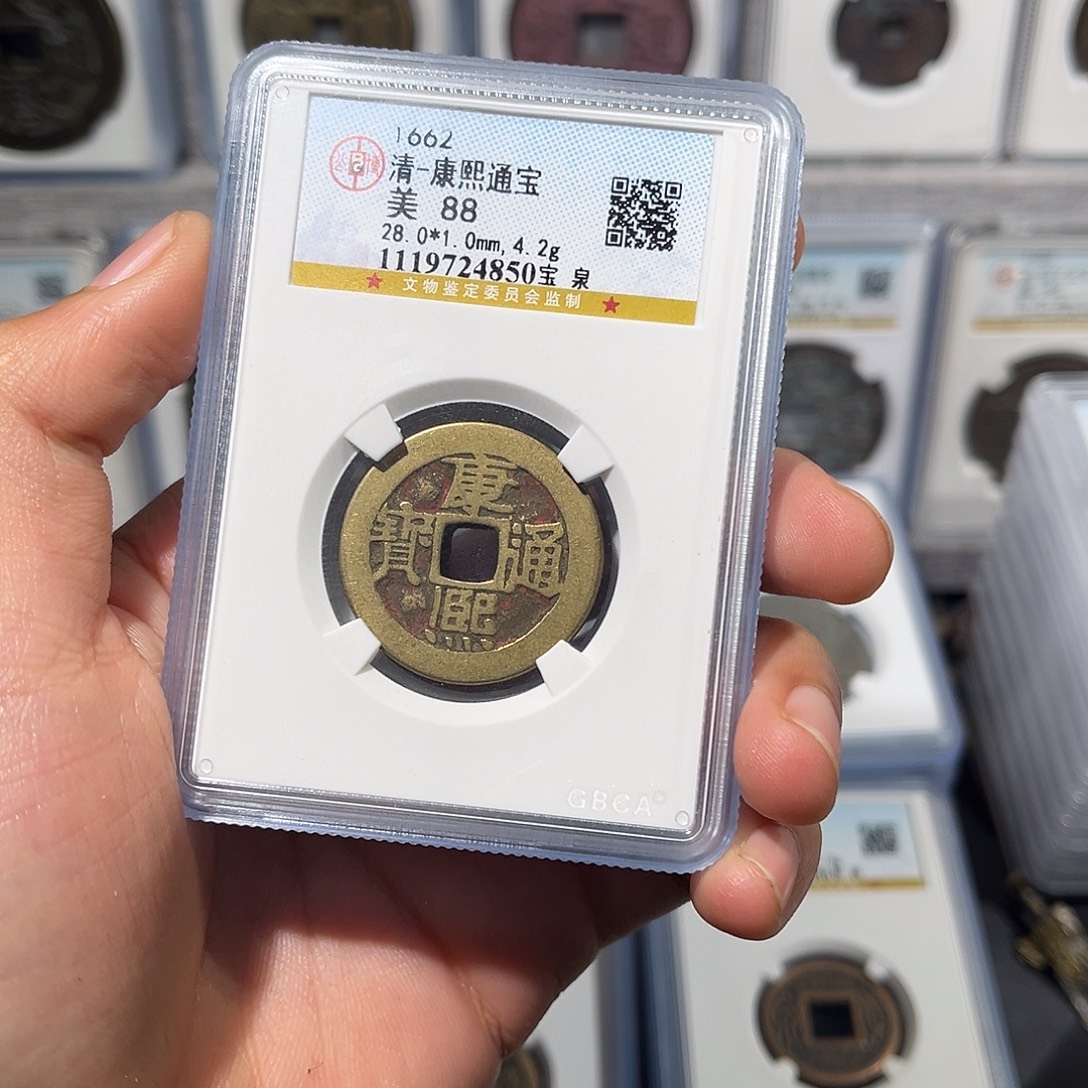 1662
清-康熙通宝
美 88
28.0*1.0mm, 4.2g
1119724850宝 泉
★ 文物鉴定委员会监制 ★
康
寶 通
熙
GBCA